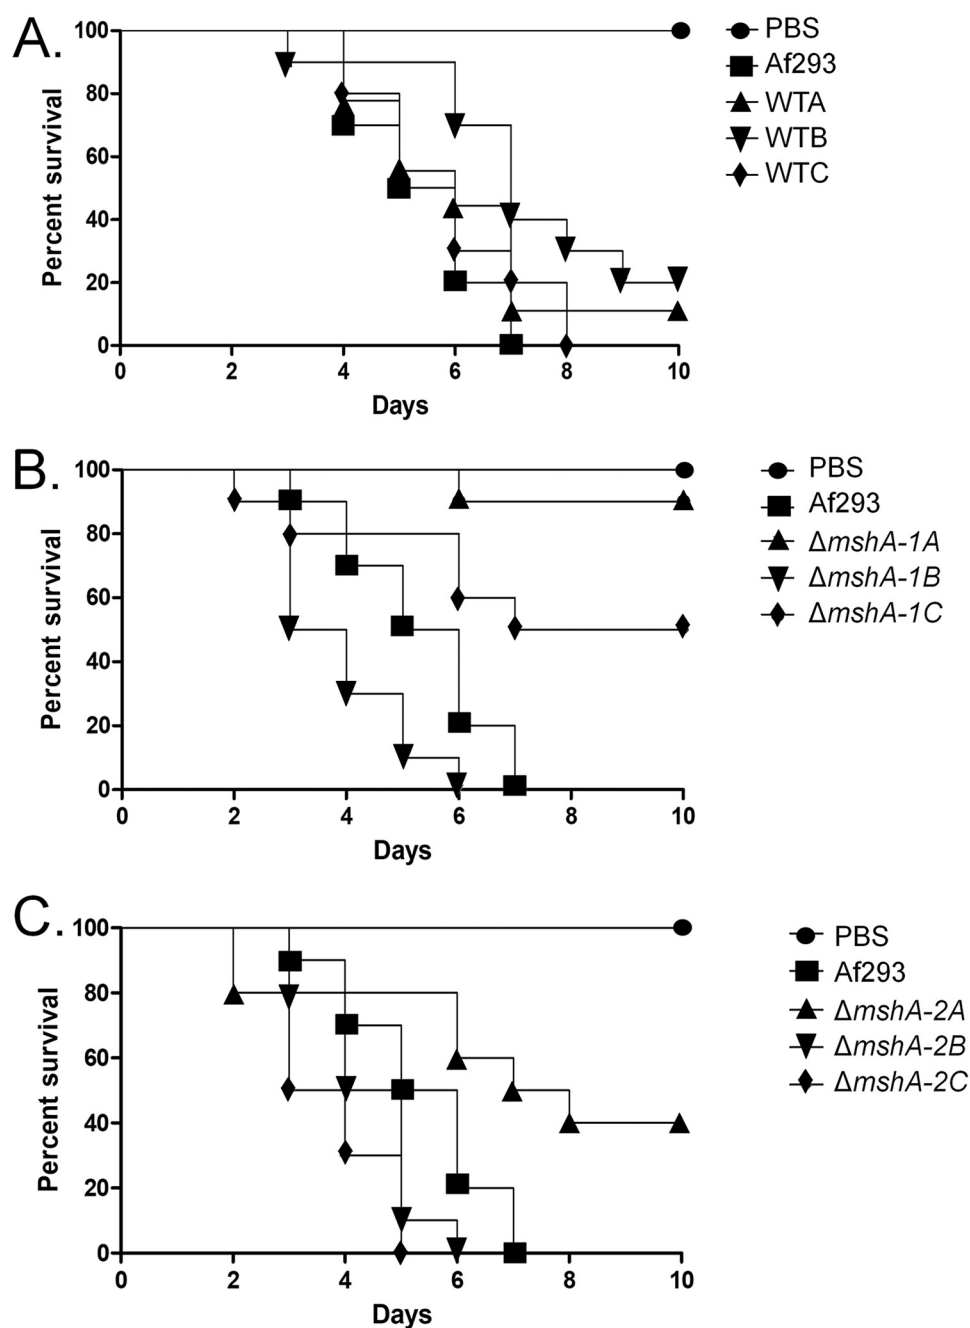 A.
Percent survival
100
80
60
40
20
0
0 2 4 6 8 10
Days
PBS
Af293
WTA
WTB
WTC
B.
Percent survival
100
80
60
40
20
0
0 2 4 6 8 10
Days
PBS
Af293
ΔmshA-1A
ΔmshA-1B
ΔmshA-1C
C.
Percent survival
100
80
60
40
20
0
0 2 4 6 8 10
Days
PBS
Af293
ΔmshA-2A
ΔmshA-2B
ΔmshA-2C